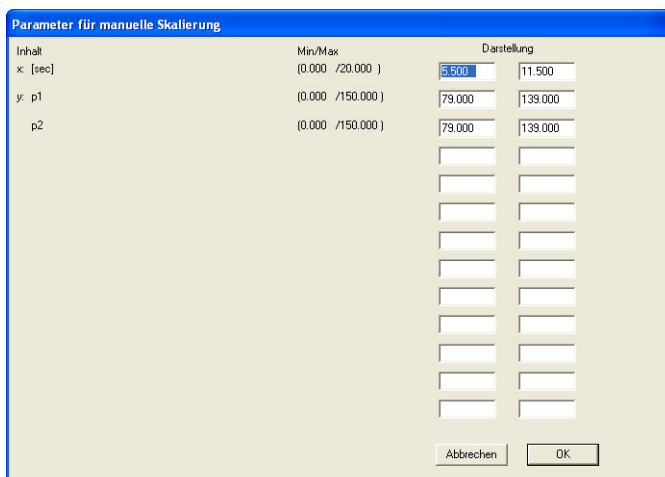 Parameter für manuelle Skalierung
Inhalt Min/Max Darstellung
x: [sec] (0.000 /20.000 ) 5.500 11.500
y: p1 (0.000 /150.000 ) 79.000 139.000
p2 (0.000 /150.000 ) 79.000 139.000
Abbrechen OK